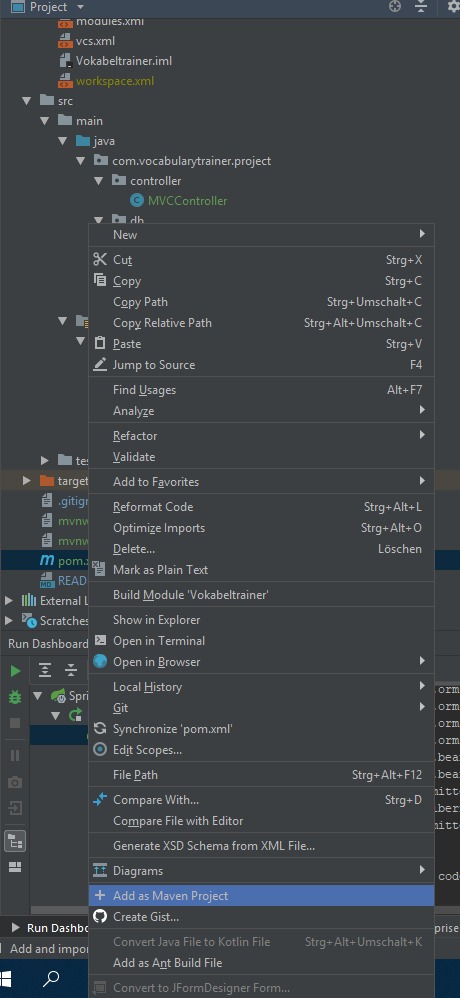 Project
modules.xml
vcs.xml
Vokabeltrainer.iml
workspace.xml
src
main
java
com.vocabularytrainer.project
controller
MVCController
db
New
Cut Strg+X
Copy Strg+C
Copy Path Strg+Umschalt+C
Copy Relative Path Strg+Alt+Umschalt+C
Paste Strg+V
Jump to Source F4
Find Usages Alt+F7
Analyze
Refactor
Validate
tes
Add to Favorites
target
Reformat Code Strg+Alt+L
.gitign
Optimize Imports Strg+Alt+O
mvnw
Delete... Löschen
mvnw
pom.x
Mark as Plain Text
READ
Build Module 'Vokabeltrainer'
External L
Show in Explorer
Scratches
Open in Terminal
Run Dashboard
Open in Browser
Local History
Spri
orm
Git
orm
Synchronize 'pom.xml'
orm
Edit Scopes...
orm
File Path Strg+Alt+F12
bea
Compare With... Strg+D
Compare File with Editor
mitte
Generate XSD Schema from XML File...
Diagrams
code
Add as Maven Project
Create Gist...
Run Dashbo
prise
Convert Java File to Kotlin File Strg+Alt+Umschalt+K
Add and impor
Add as Ant Build File
Convert to JFormDesigner Form...